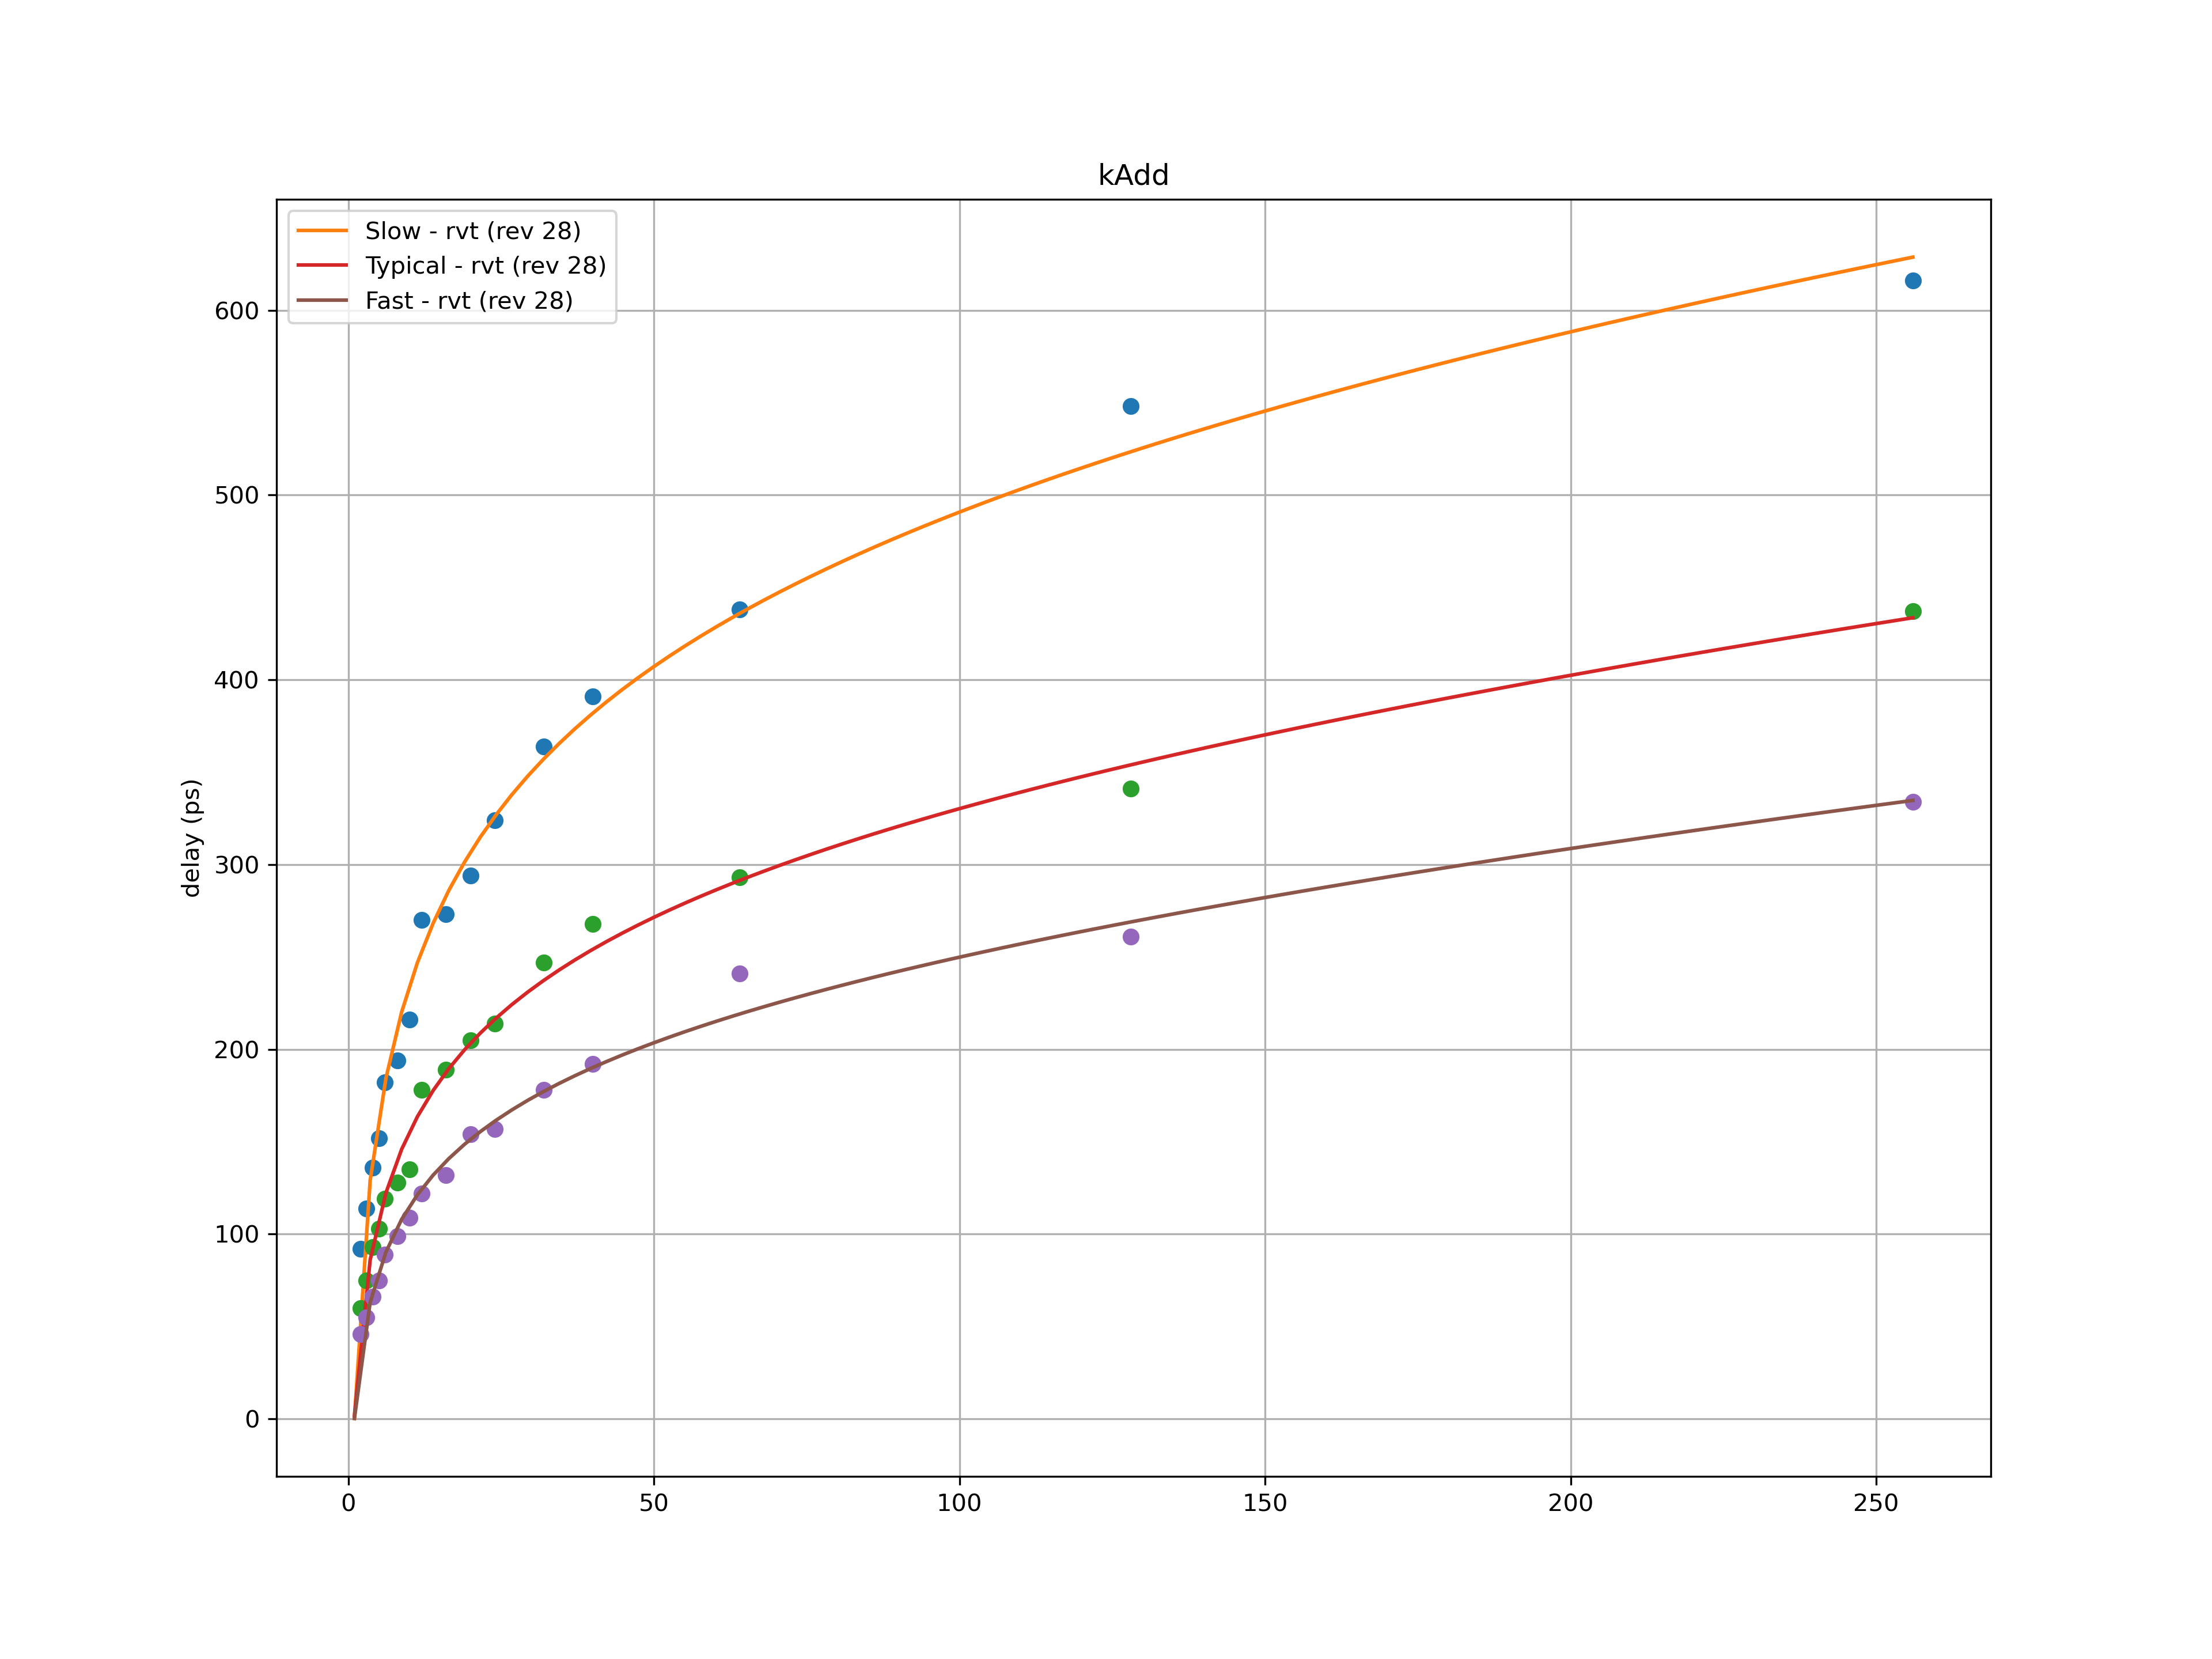 kAdd
Slow - rvt (rev 28)
Typical - rvt (rev 28)
Fast - rvt (rev 28)
600
500
400
300
200
100
0
delay (ps)
0 50 100 150 200 250